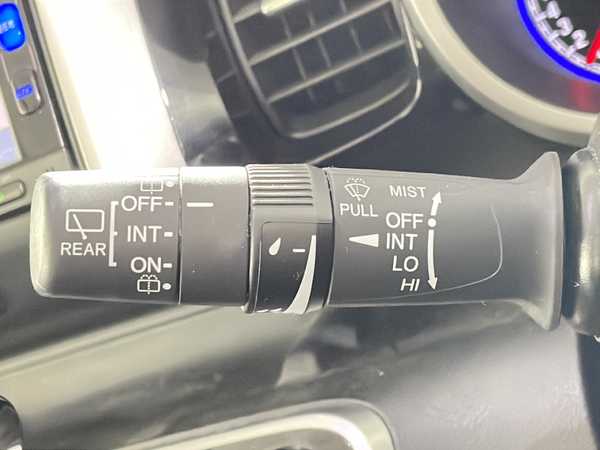 OFF
INT
ON
REAR
PULL
MIST
OFF
INT
LO
HI